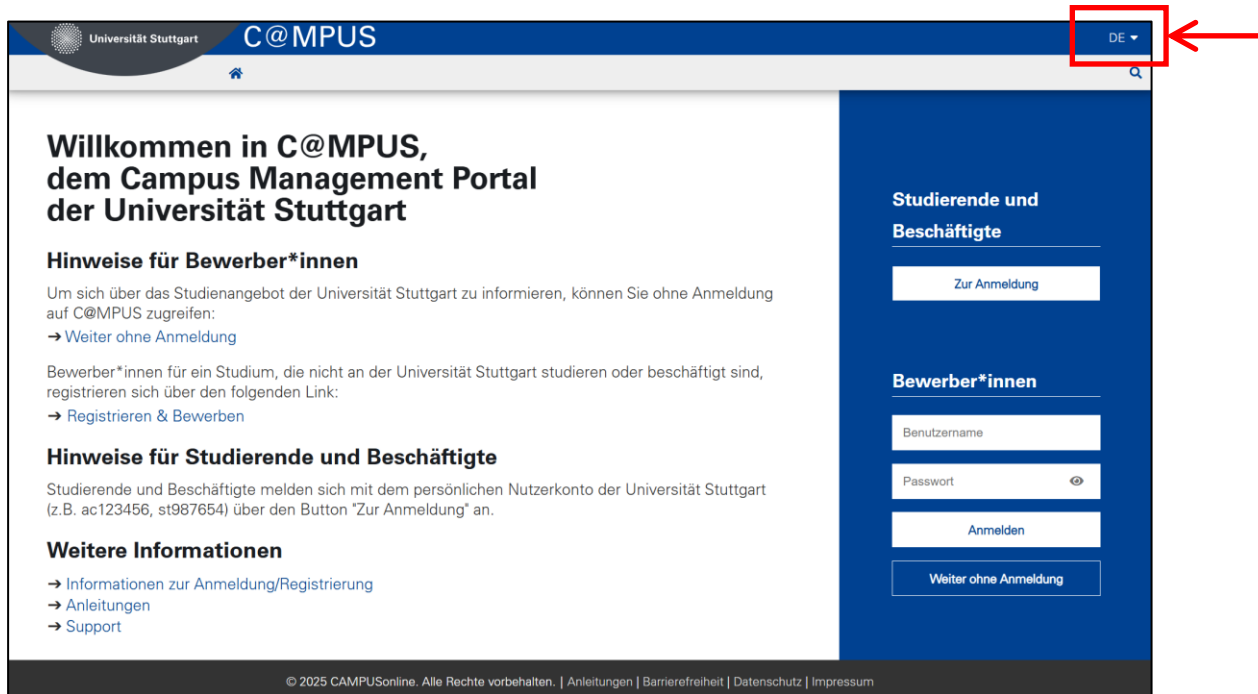 Universität Stuttgart
C@MPUS
DE
Willkommen in C@MPUS,
dem Campus Management Portal
der Universität Stuttgart
Hinweise für Bewerber*innen
Um sich über das Studienangebot der Universität Stuttgart zu informieren, können Sie ohne Anmeldung
auf C@MPUS zugreifen:
→ Weiter ohne Anmeldung
Bewerber*innen für ein Studium, die nicht an der Universität Stuttgart studieren oder beschäftigt sind,
registrieren sich über den folgenden Link:
→ Registrieren & Bewerben
Hinweise für Studierende und Beschäftigte
Studierende und Beschäftigte melden sich mit dem persönlichen Nutzerkonto der Universität Stuttgart
(z.B. ac123456, st987654) über den Button "Zur Anmeldung" an.
Weitere Informationen
→ Informationen zur Anmeldung/Registrierung
→ Anleitungen
→ Support
Studierende und
Beschäftigte
Zur Anmeldung
Bewerber*innen
Benutzername
Passwort
Anmelden
Weiter ohne Anmeldung
© 2025 CAMPUSonline. Alle Rechte vorbehalten. | Anleitungen | Barrierefreiheit | Datenschutz | Impressum